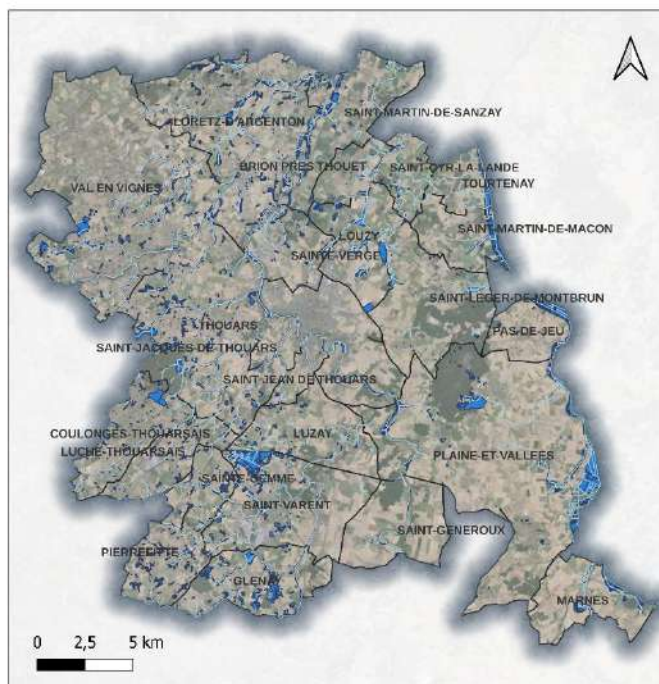 SAINT-MARTIN-DE-SANZAY
LORETZ-D'ARGENTON
BRION PRES THOUET
SAINT-CYR-LA-LANDE
TOURTENAY
VAL EN VIGNES
SAINT-MARTIN-DE-MACON
LOUZY
SAINTE-VERGE
SAINT-LEGER-DE-MONTBRUN
THOUARS
PAS-DE-JEU
SAINT-JACQUES DE THOUARS
SAINT JEAN DE THOUARS
COULONGES-THOUARSAIS
LUZAY
LUCHE-THOUARSAIS
PLAINE-ET-VALLEES
SAINTE-GEMME
SAINT-VARENT
SAINT-GENEROUX
PIERREFITTE
GLENAY
MARNES
0 2,5 5 km